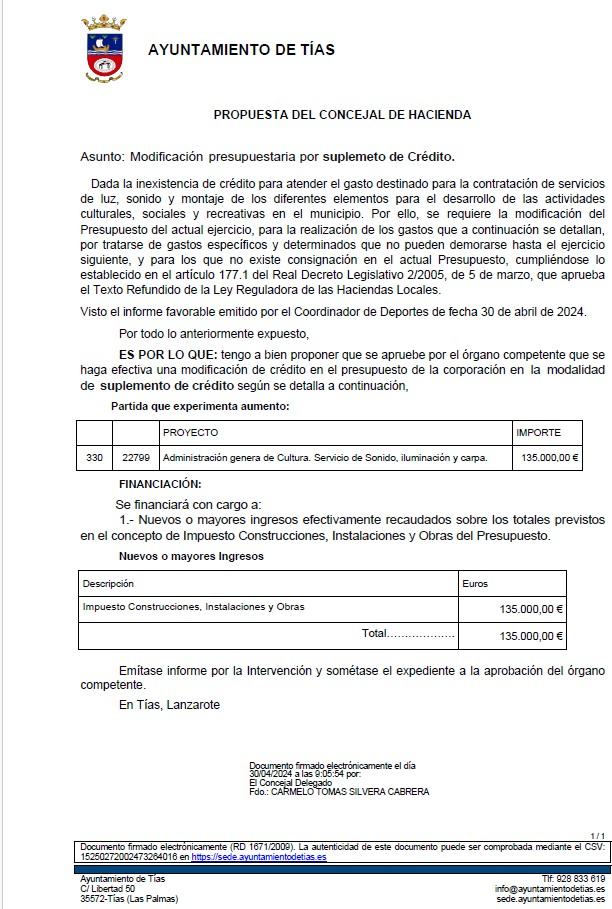 AYUNTAMIENTO DE TÍAS
PROPUESTA DEL CONCEJAL DE HACIENDA
Asunto: Modificación presupuestaria por suplemeto de Crédito.
Dada la inexistencia de crédito para atender el gasto destinado para la contratación de servicios
de luz, sonido y montaje de los diferentes elementos para el desarrollo de las actividades
culturales, sociales y recreativas en el municipio. Por ello, se requiere la modificación del
Presupuesto del actual ejercicio, para la realización de los gastos que a continuación se detallan,
por tratarse de gastos específicos y determinados que no pueden demorarse hasta el ejercicio
siguiente, y para los que no existe consignación en el actual Presupuesto, cumpliéndose lo
establecido en el artículo 177.1 del Real Decreto Legislativo 2/2005, de 5 de marzo, que aprueba
el Texto Refundido de la Ley Reguladora de las Haciendas Locales.
Visto el informe favorable emitido por el Coordinador de Deportes de fecha 30 de abril de 2024.
Por todo lo anteriormente expuesto,
ES POR LO QUE: tengo a bien proponer que se apruebe por el órgano competente que se
haga efectiva una modificación de crédito en el presupuesto de la corporación en la modalidad
de suplemento de crédito según se detalla a continuación,
Partida que experimenta aumento:
PROYECTO IMPORTE
330 22799 Administración genera de Cultura. Servicio de Sonido, iluminación y carpa. 135.000,00 €
FINANCIACIÓN:
Se financiará con cargo a:
1.- Nuevos o mayores ingresos efectivamente recaudados sobre los totales previstos
en el concepto de Impuesto Construcciones, Instalaciones y Obras del Presupuesto.
Nuevos o mayores Ingresos
Descripción Euros
Impuesto Construcciones, Instalaciones y Obras 135.000,00 €
Total................... 135.000,00 €
Emítase informe por la Intervención y sométase el expediente a la aprobación del órgano
competente.
En Tías, Lanzarote
Documento firmado electrónicamente el día
30/04/2024 a las 9:05:54 por:
El Concejal Delegado
Fdo.: CARMELO TOMAS SILVERA CABRERA
1 / 1
Documento firmado electrónicamente (RD 1671/2009). La autenticidad de este documento puede ser comprobada mediante el CSV:
15250272002473264016 en https://sede.ayuntamientodetias.es
Ayuntamiento de Tías Tlf: 928 833 619
C/ Libertad 50 info@ayuntamientodetias.es
35572-Tías (Las Palmas) sede.ayuntamientodetias.es